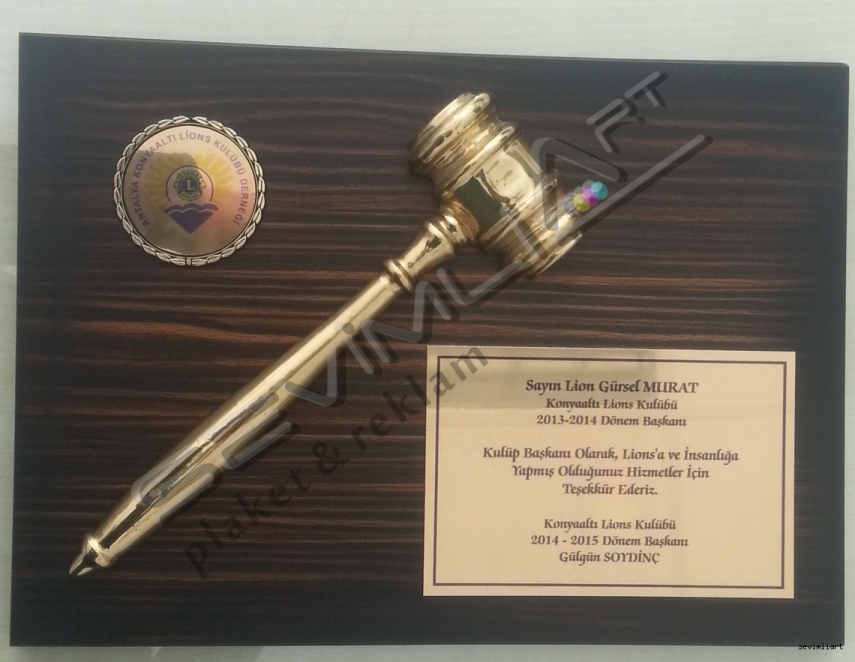 ANTALYA KONYAALTI LİONS KULÜBÜ DERNEĞİ
L
SEVİMLİART
plaket & reklam
Sayın Lion Gürsel MURAT
Konyaaltı Lions Kulübü
2013-2014 Dönem Başkanı
Kulüp Başkanı Olarak, Lions'a ve İnsanlığa
Yapmış Olduğunuz Hizmetler İçin
Teşekkür Ederiz.
Konyaaltı Lions Kulübü
2014 - 2015 Dönem Başkanı
Gülgün SOYDİNÇ
sevimliart